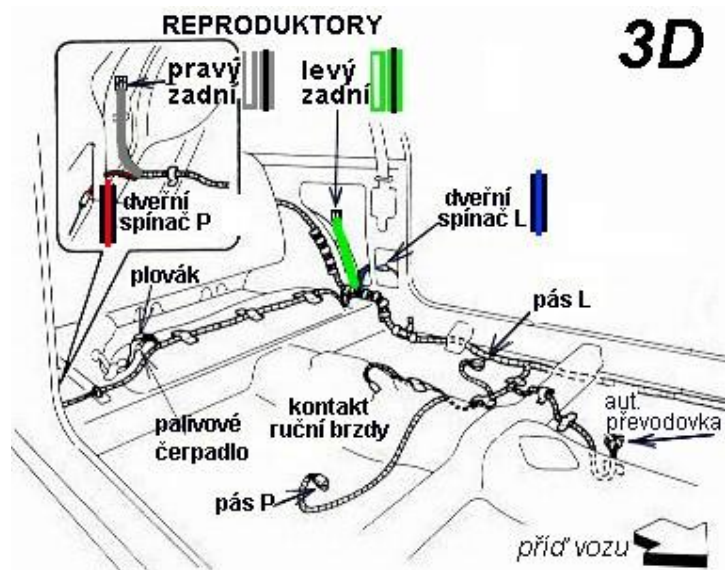 REPRODUKTORY
3D
pravý
zadní
levý
zadní
dveřní
spínač P
dveřní
spínač L
plovák
pás L
palivové
čerpadlo
kontakt
ruční brzdy
aut.
převodovka
pás P
příď vozu